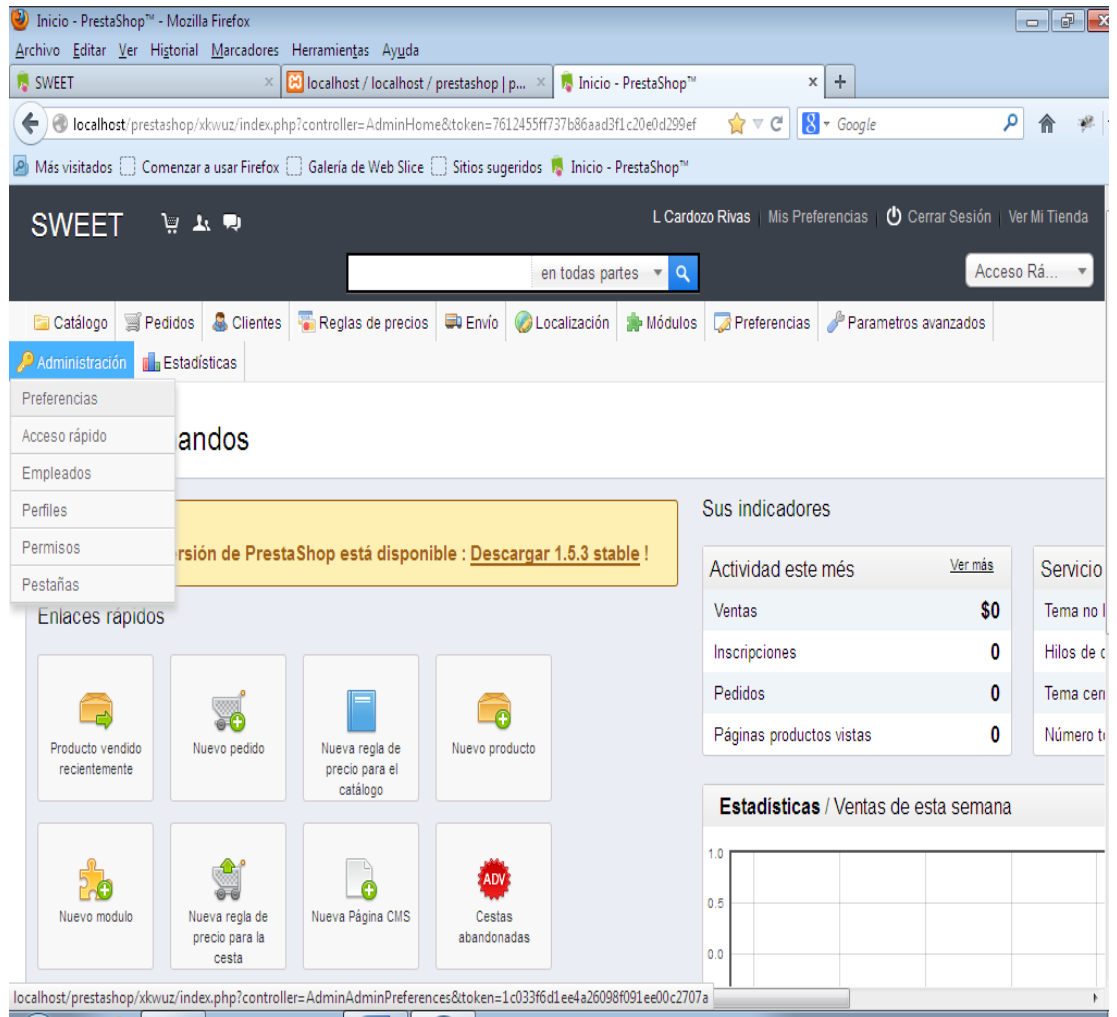 Inicio - PrestaShop™ - Mozilla Firefox
Archivo Editar Ver Historial Marcadores Herramientas Ayuda
SWEET
localhost / localhost / prestashop | p...
Inicio - PrestaShop™
localhost/prestashop/xkwuz/index.php?controller=AdminHome&token=7612455ff737b86aad3f1c20e0d299ef
Google
Más visitados Comenzar a usar Firefox Galería de Web Slice Sitios sugeridos Inicio - PrestaShop™
SWEET
L Cardozo Rivas Mis Preferencias Cerrar Sesión Ver Mi Tienda
en todas partes
Acceso Rá...
Catálogo Pedidos Clientes Reglas de precios Envío Localización Módulos Preferencias Parametros avanzados
Administración Estadísticas
Preferencias
Acceso rápido
Empleados
Perfiles
Permisos
Pestañas
andos
rsión de PrestaShop está disponible : Descargar 1.5.3 stable !
Enlaces rápidos
Producto vendido recientemente
Nuevo pedido
Nueva regla de precio para el catálogo
Nuevo producto
Nuevo modulo
Nueva regla de precio para la cesta
Nueva Página CMS
ADV
Cestas abandonadas
Sus indicadores
Actividad este més Ver más
Ventas $0
Inscripciones 0
Pedidos 0
Páginas productos vistas 0
Servicio
Tema no
Hilos de
Tema
Número
Estadísticas / Ventas de esta semana
1.0
0.5
0.0
localhost/prestashop/xkwuz/index.php?controller=AdminAdminPreferences&token=1c033f6d1ee4a26098f091ee00c2707a